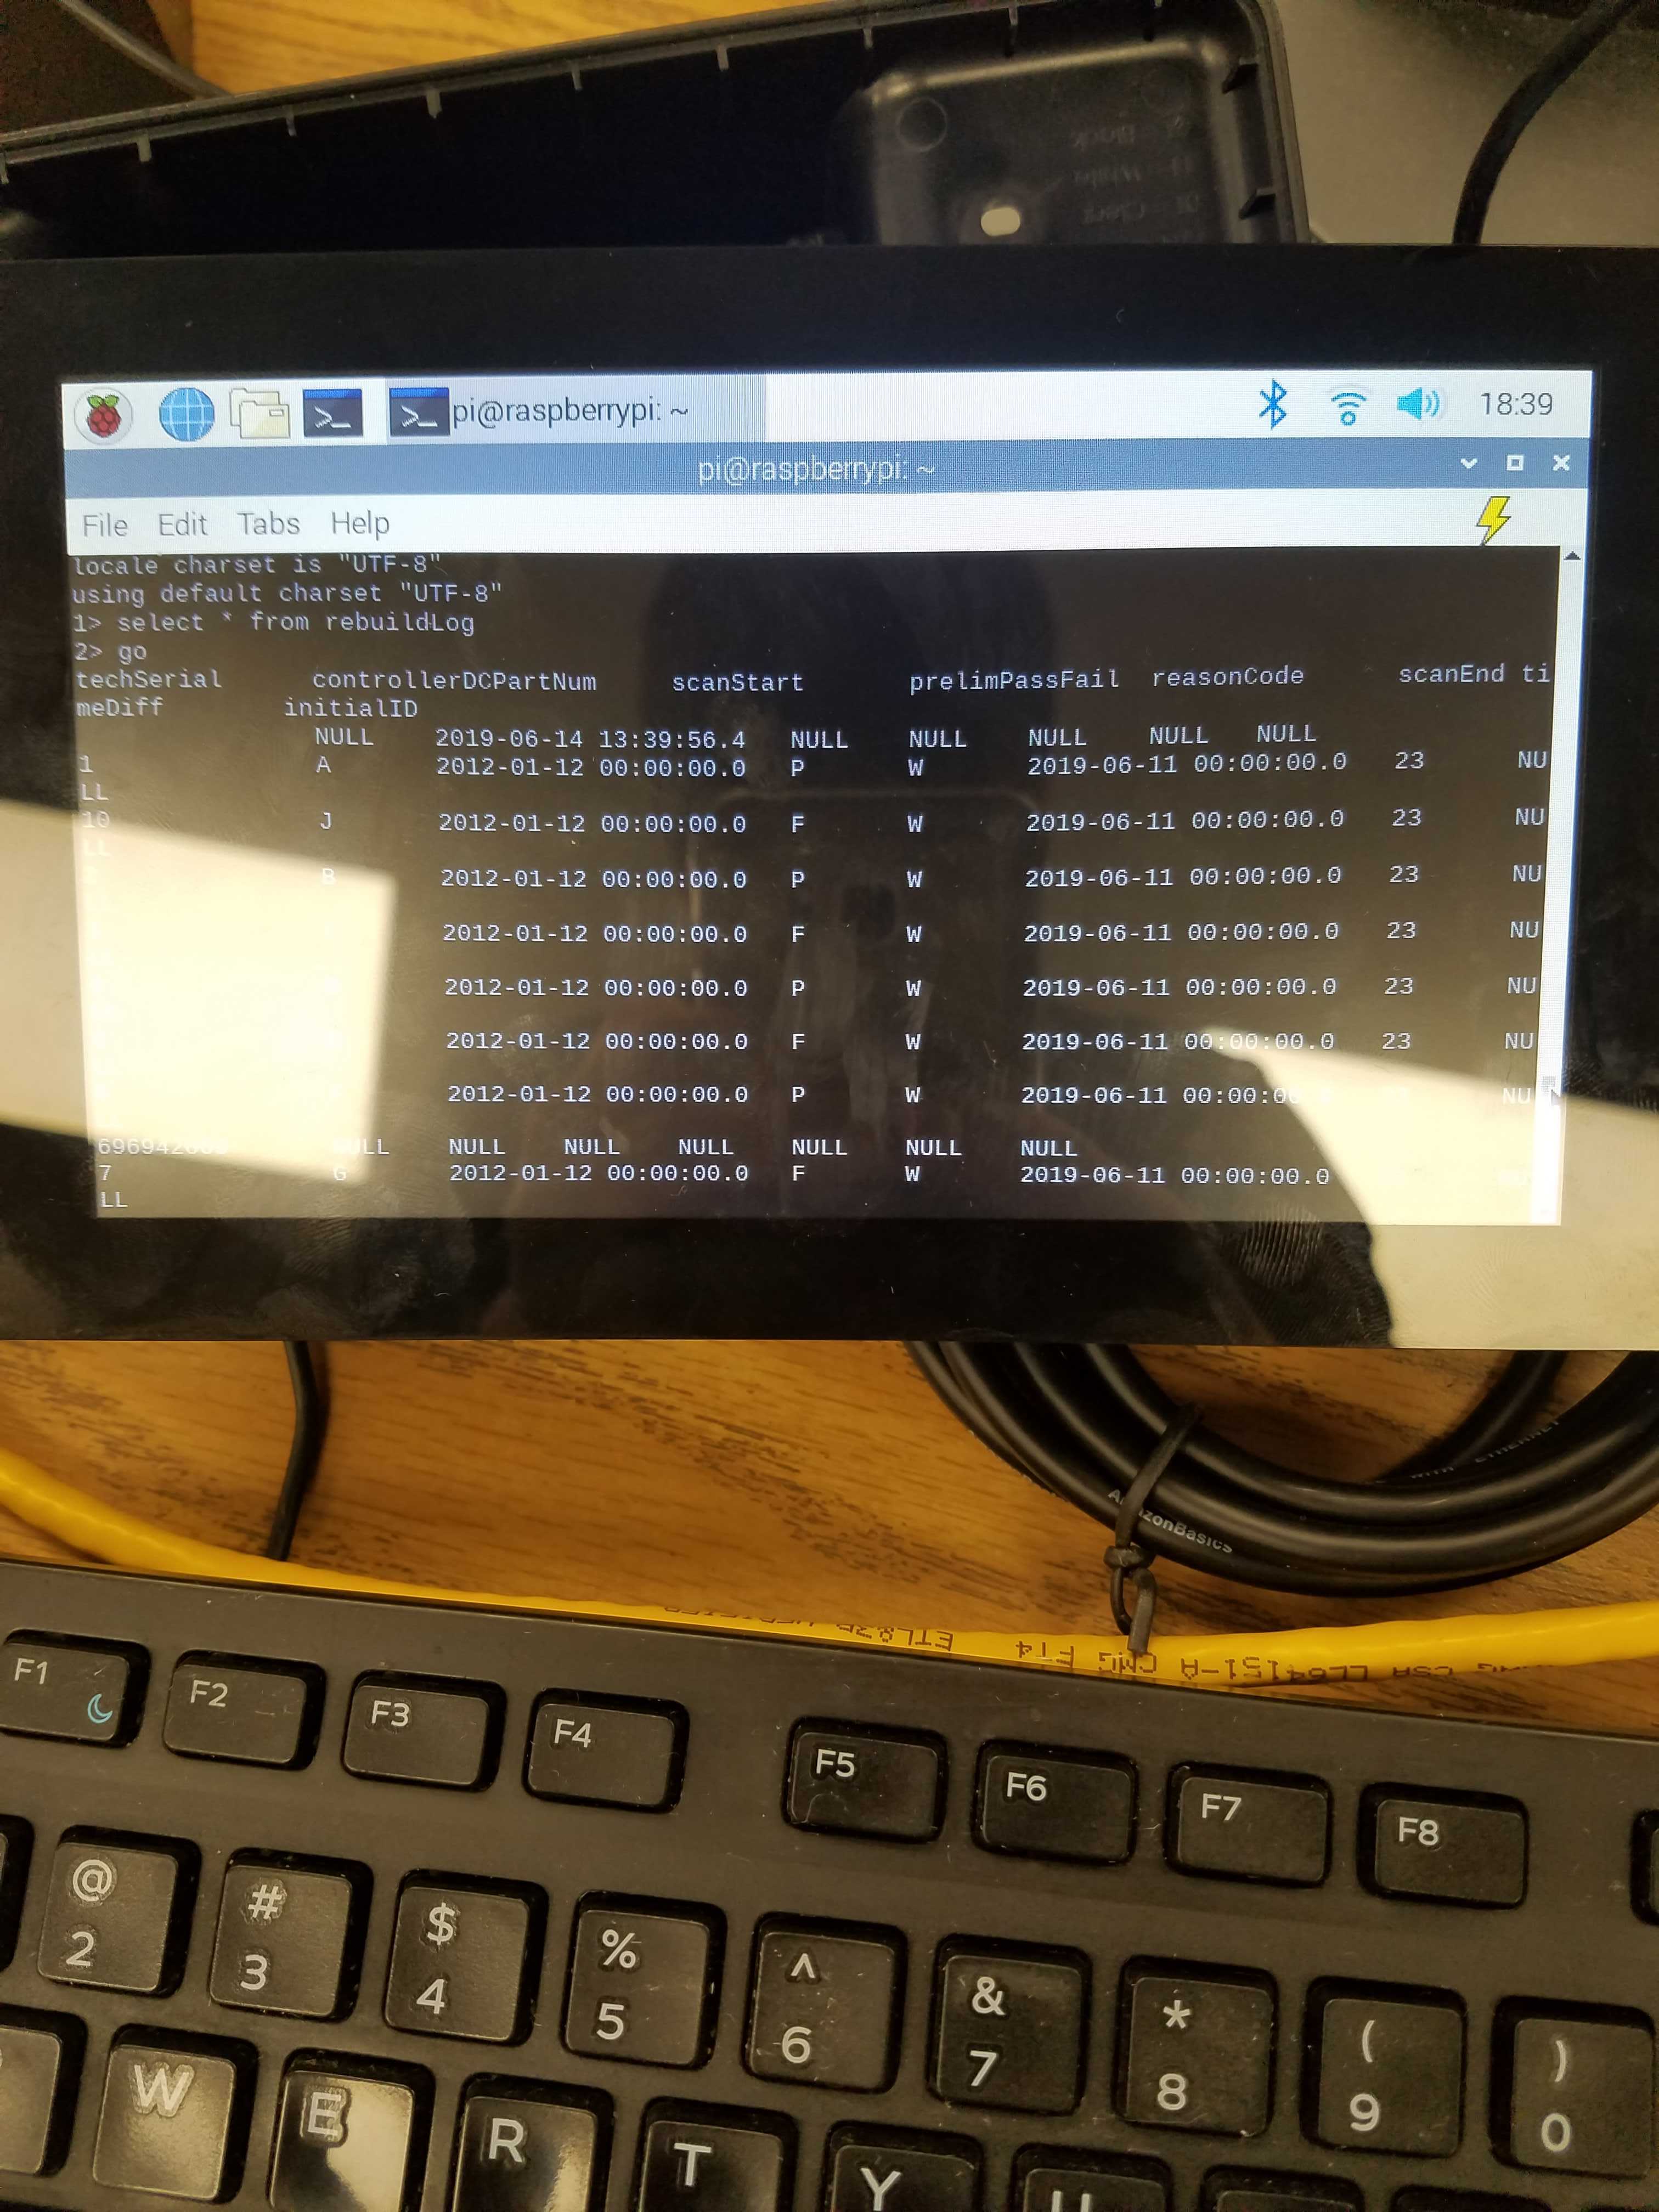 pi@raspberrypi: ~ 18:39
pi@raspberrypi: ~
File Edit Tabs Help
locale charset is "UTF-8"
using default charset "UTF-8"
1> select * from rebuildLog
2> go
techSerial controllerDCPartNum scanStart prelimPassFail reasonCode scanEnd ti
meDiff initialID
NULL 2019-06-14 13:39:56.4 NULL NULL NULL NULL NULL
1 A 2012-01-12 00:00:00.0 P W 2019-06-11 00:00:00.0 23 NU
LL
10 J 2012-01-12 00:00:00.0 F W 2019-06-11 00:00:00.0 23 NU
LL
B 2012-01-12 00:00:00.0 P W 2019-06-11 00:00:00.0 23 NU
2012-01-12 00:00:00.0 F W 2019-06-11 00:00:00.0 23 NU
2012-01-12 00:00:00.0 P W 2019-06-11 00:00:00.0 23 NU
2012-01-12 00:00:00.0 F W 2019-06-11 00:00:00.0 23 NU
2012-01-12 00:00:00.0 P W 2019-06-11 NU
NULL NULL NULL NULL NULL NULL NULL
7 G 2012-01-12 00:00:00.0 F W 2019-06-11 00:00:00.0
LL
AmazonBasics
F1 F2 F3 F4 F5 F6 F7 F8
@ # $ % ^ & * ( )
2 3 4 5 6 7 8 9 0
W E R T Y U